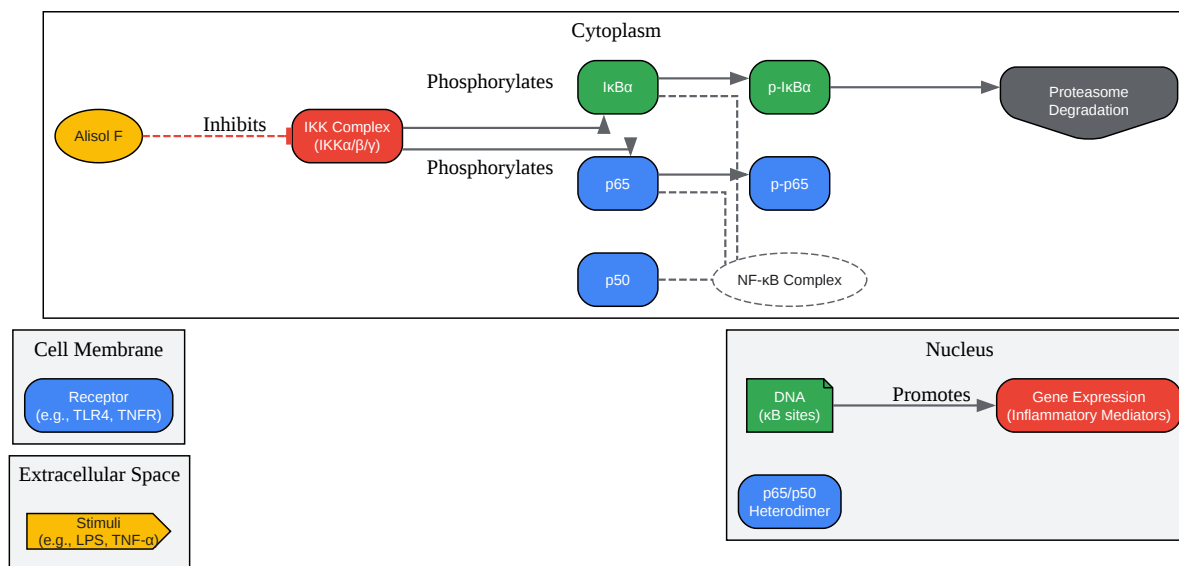 Cytoplasm
Phosphorylates
IκBα
p-IκBα
Proteasome
Degradation
Alisol F
Inhibits
IKK Complex
(IKKα/β/γ)
Phosphorylates
p65
p-p65
p50
NF-κB Complex
Cell Membrane
Receptor
(e.g., TLR4, TNFR)
Extracellular Space
Stimuli
(e.g., LPS, TNF-α)
Nucleus
DNA
(κB sites)
Promotes
Gene Expression
(Inflammatory Mediators)
p65/p50
Heterodimer